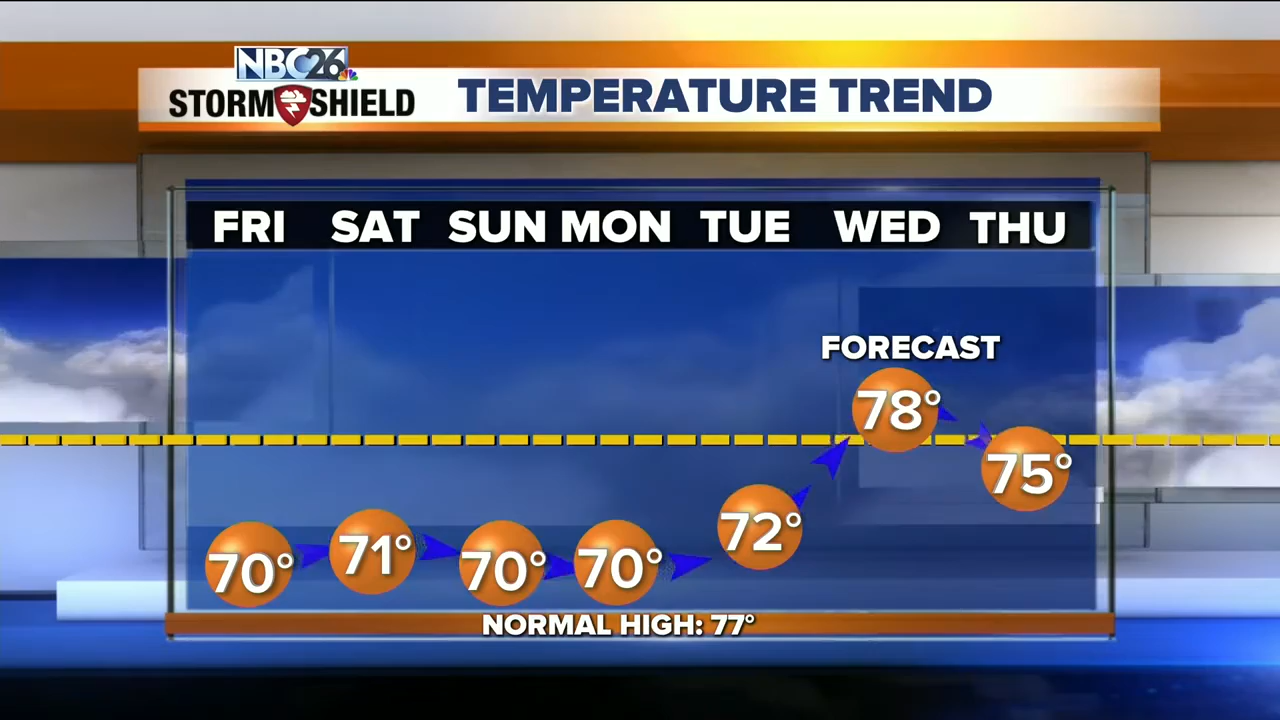 NBC26
STORM SHIELD
TEMPERATURE TREND
FRI SAT SUN MON TUE WED THU
FORECAST
70° 71° 70° 70° 72° 78° 75°
NORMAL HIGH: 77°